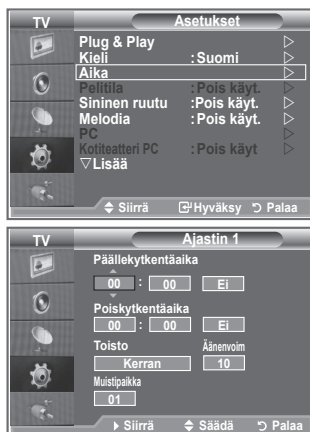 TV Asetukset
Plug & Play
Kieli : Suomi
Aika
Pelitila : Pois käyt.
Sininen ruutu : Pois käyt.
Melodia : Pois käyt.
PC
Kotiteatteri PC : Pois käyt
▽Lisää
Siirrä Hyväksy Palaa
TV Ajastin 1
Päällekytkentäaika
00 : 00 Ei
Poiskytkentäaika
00 : 00 Ei
Toisto Äänenvoim
Kerran 10
Muistipaikka
01
Siirrä Säädä Palaa